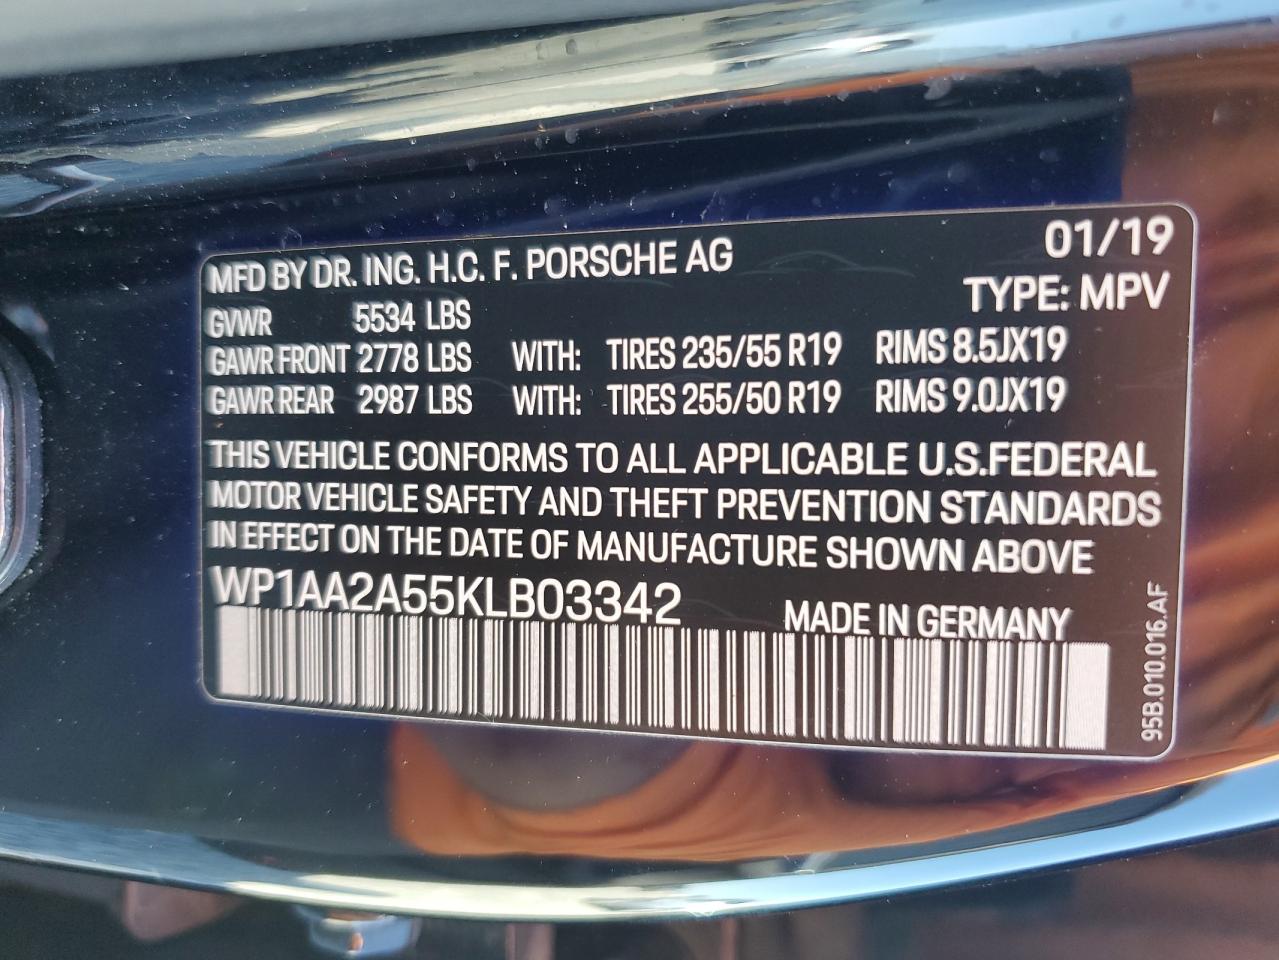 MFD BY DR. ING. H.C. F. PORSCHE AG 01/19
TYPE: MPV
GVWR 5534 LBS
GAWR FRONT 2778 LBS WITH: TIRES 235/55 R19 RIMS 8.5JX19
GAWR REAR 2987 LBS WITH: TIRES 255/50 R19 RIMS 9.0JX19
THIS VEHICLE CONFORMS TO ALL APPLICABLE U.S.FEDERAL
MOTOR VEHICLE SAFETY AND THEFT PREVENTION STANDARDS
IN EFFECT ON THE DATE OF MANUFACTURE SHOWN ABOVE
WP1AA2A55KLB03342 MADE IN GERMANY
95B.010.016.AF